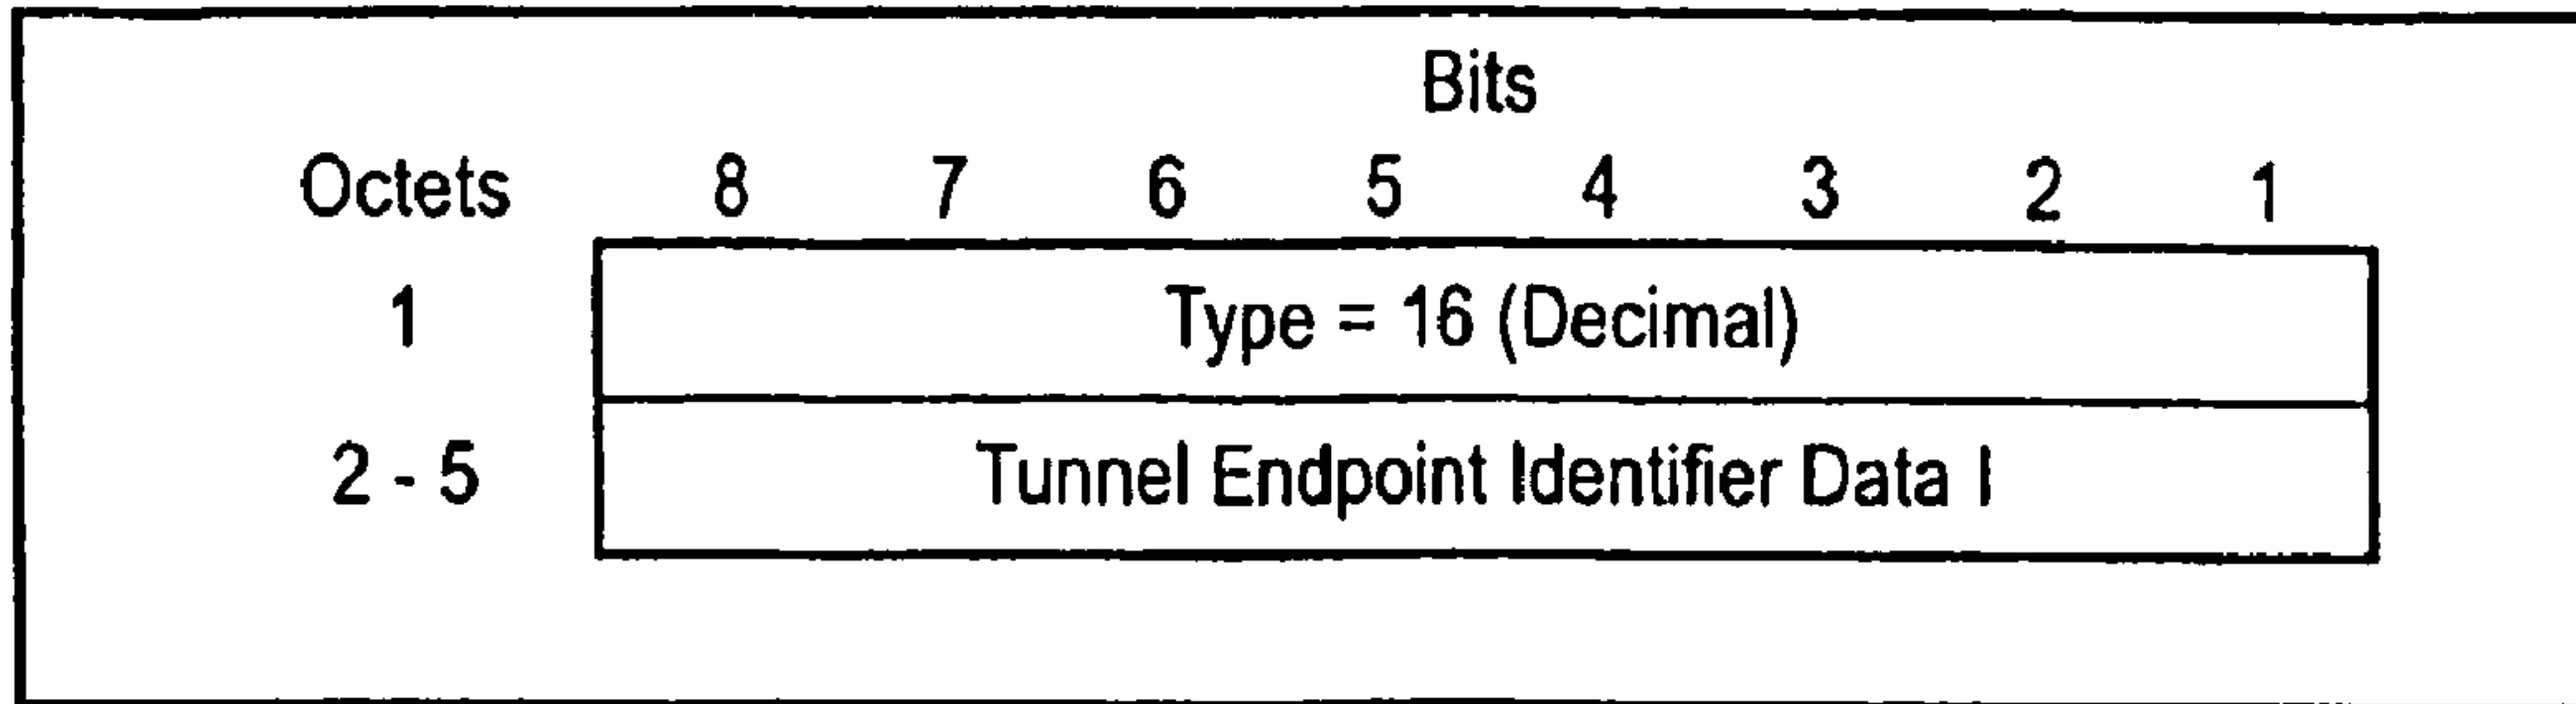 Bits
Octets 8 7 6 5 4 3 2 1
1 Type = 16 (Decimal)
2 - 5 Tunnel Endpoint Identifier Data I